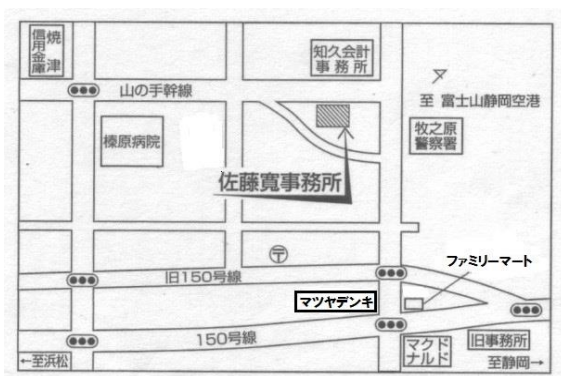 焼津
信用金庫
知久会計
事務所
山の手幹線
至 富士山静岡空港
榛原病院
牧之原
警察署
佐藤寛事務所
ファミリーマート
旧150号線
マツヤデンキ
150号線
マクド
ナルド
旧事務所
←至浜松
至静岡→